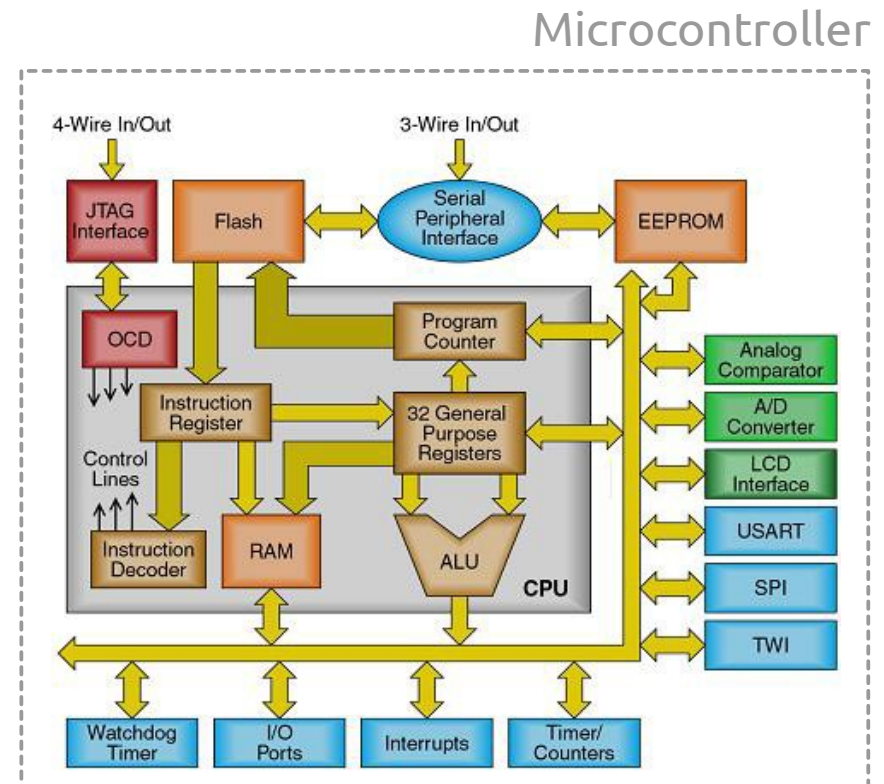 Microcontroller
4-Wire In/Out
3-Wire In/Out
JTAG
Interface
Flash
Serial
Peripheral
Interface
EEPROM
OCD
Program
Counter
Analog
Comparator
Instruction
Register
32 General
Purpose
Registers
A/D
Converter
Control
Lines
LCD
Interface
Instruction
Decoder
RAM
ALU
USART
CPU
SPI
TWI
Watchdog
Timer
I/O
Ports
Interrupts
Timer/
Counters